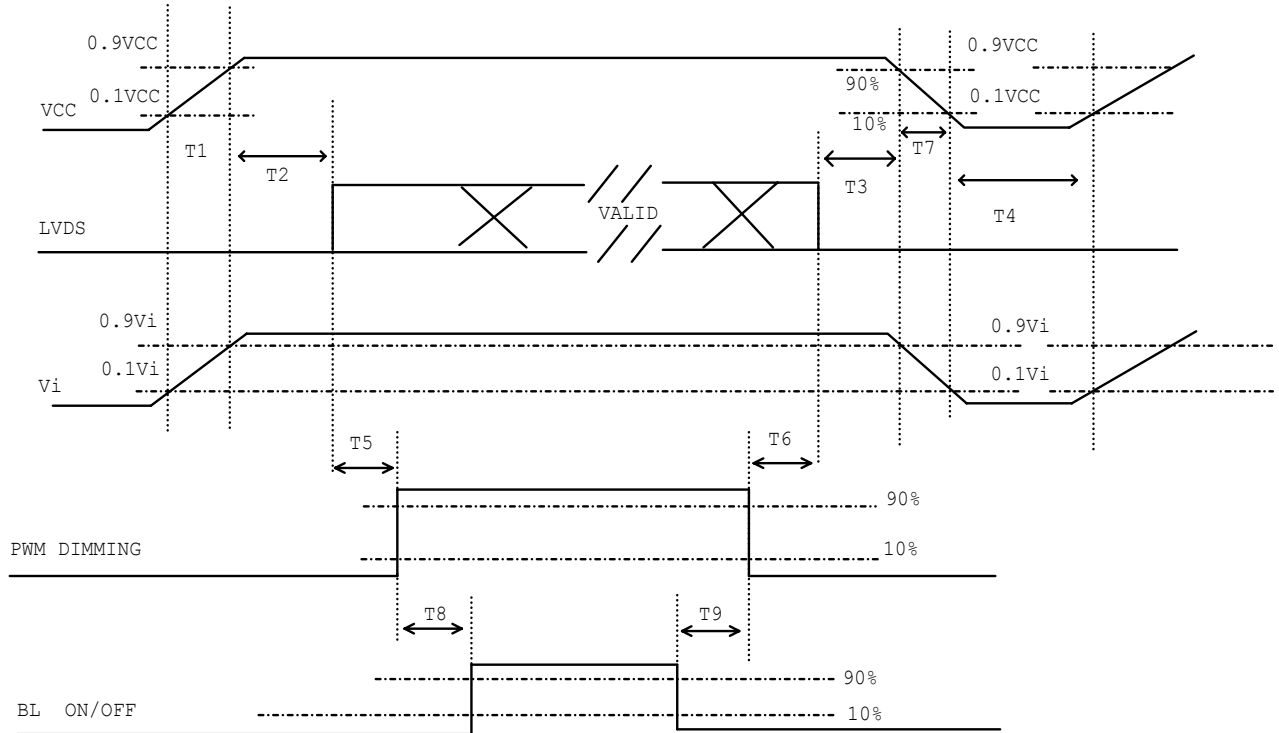 0.9VCC
0.9VCC
90%
0.1VCC
0.1VCC
VCC
10%
T1
T7
T2
T3
VALID
T4
LVDS
0.9Vi
0.9Vi
0.1Vi
0.1Vi
Vi
T5
T6
90%
PWM DIMMING
10%
T8
T9
90%
BL ON/OFF
10%